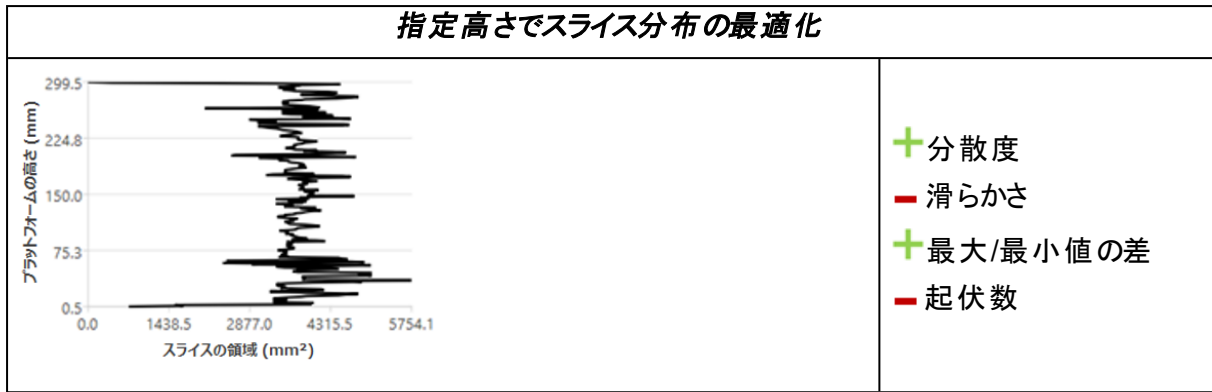 指定高さでスライス分布の最適化
299.5
224.8
150.0
75.3
0.5
プラットフォームの高さ (mm)
0.0 1438.5 2877.0 4315.5 5754.1
スライスの領域 (mm²)
+分散度
-滑らかさ
+最大/最小値の差
-起伏数